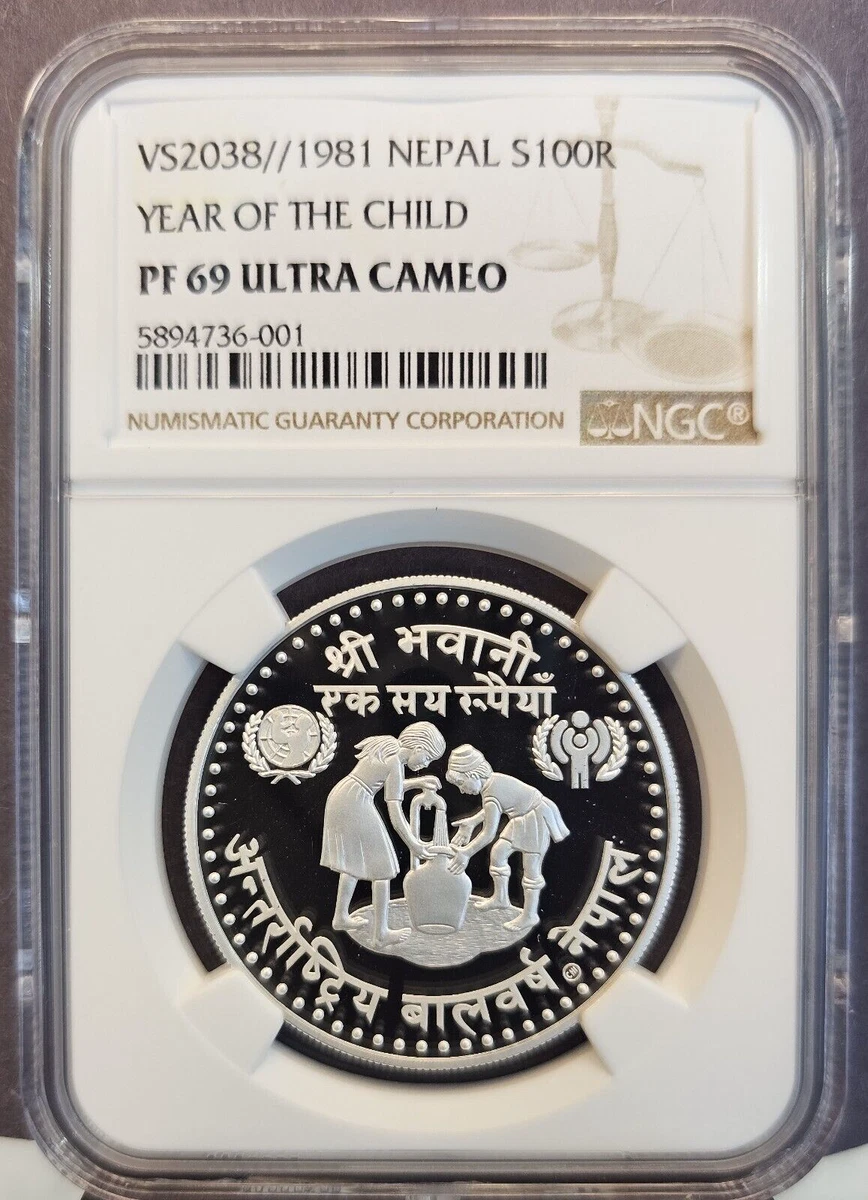 VS2038//1981 NEPAL S100R
YEAR OF THE CHILD
PF 69 ULTRA CAMEO
5894736-001
NUMISMATIC GUARANTY CORPORATION
NGC®
श्री भवानी
एक सय रूपैयाँ
अन्तर्राष्ट्रिय बालवर्ष नेपाल